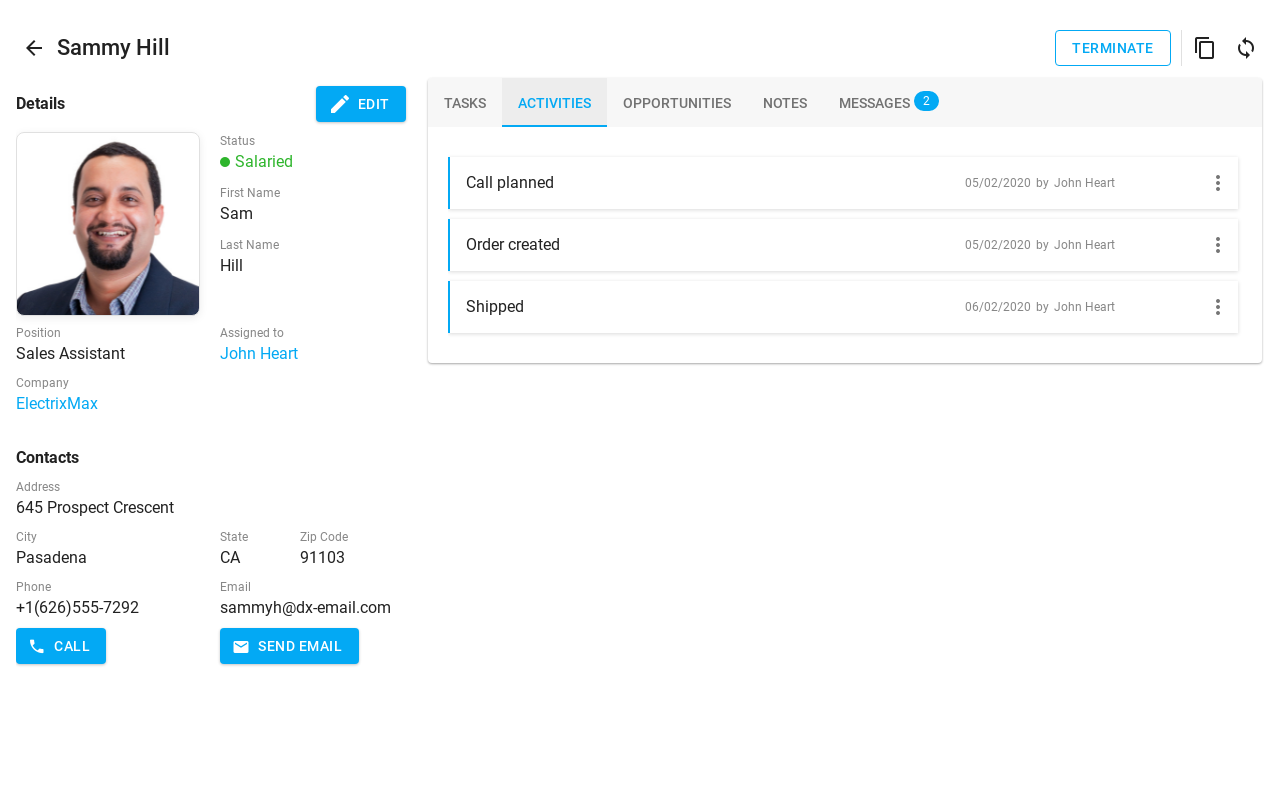 Sammy Hill
TERMINATE
Details
EDIT
Status
Salaried
First Name
Sam
Last Name
Hill
Position
Sales Assistant
Assigned to
John Heart
Company
ElectrixMax
Contacts
Address
645 Prospect Crescent
City
Pasadena
State
CA
Zip Code
91103
Phone
+1(626)555-7292
Email
sammyh@dx-email.com
CALL
SEND EMAIL
TASKS
ACTIVITIES
OPPORTUNITIES
NOTES
MESSAGES 2
Call planned 05/02/2020 by John Heart
Order created 05/02/2020 by John Heart
Shipped 06/02/2020 by John Heart